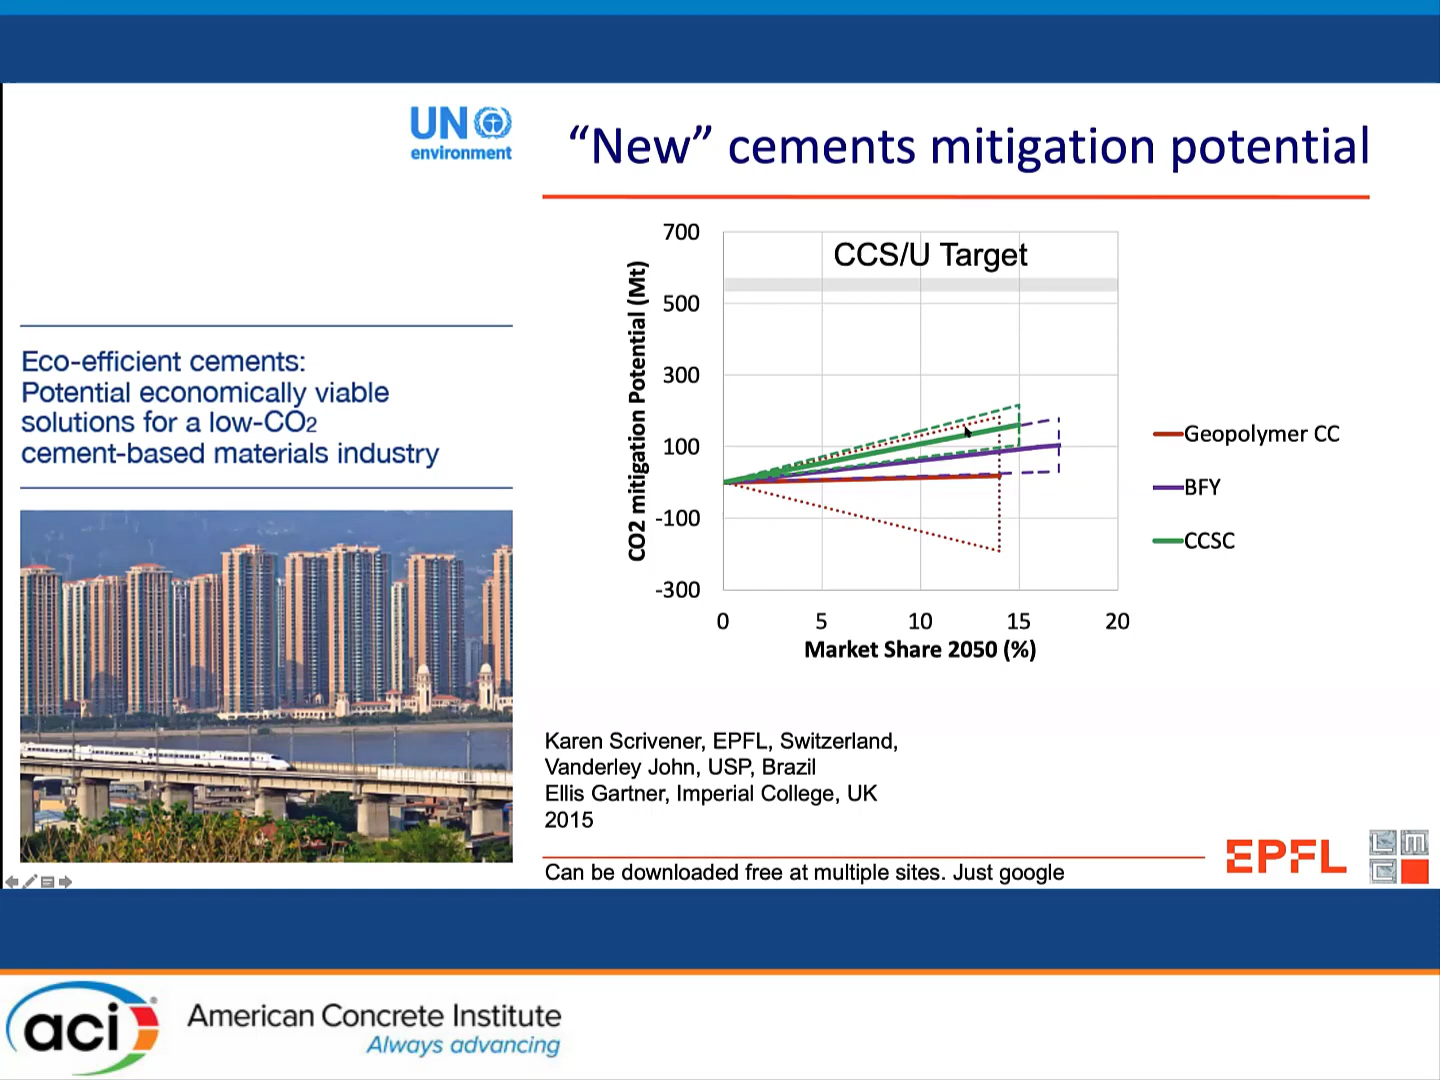 UN
environment
“New” cements mitigation potential
Eco-efficient cements:
Potential economically viable
solutions for a low-CO2
cement-based materials industry
CCS/U Target
700
500
300
100
-100
-300
CO2 mitigation Potential (Mt)
0 5 10 15 20
Market Share 2050 (%)
Geopolymer CC
BFY
CCSC
Karen Scrivener, EPFL, Switzerland,
Vanderley John, USP, Brazil
Ellis Gartner, Imperial College, UK
2015
Can be downloaded free at multiple sites. Just google
EPFL
L M
C
aci
American Concrete Institute
Always advancing